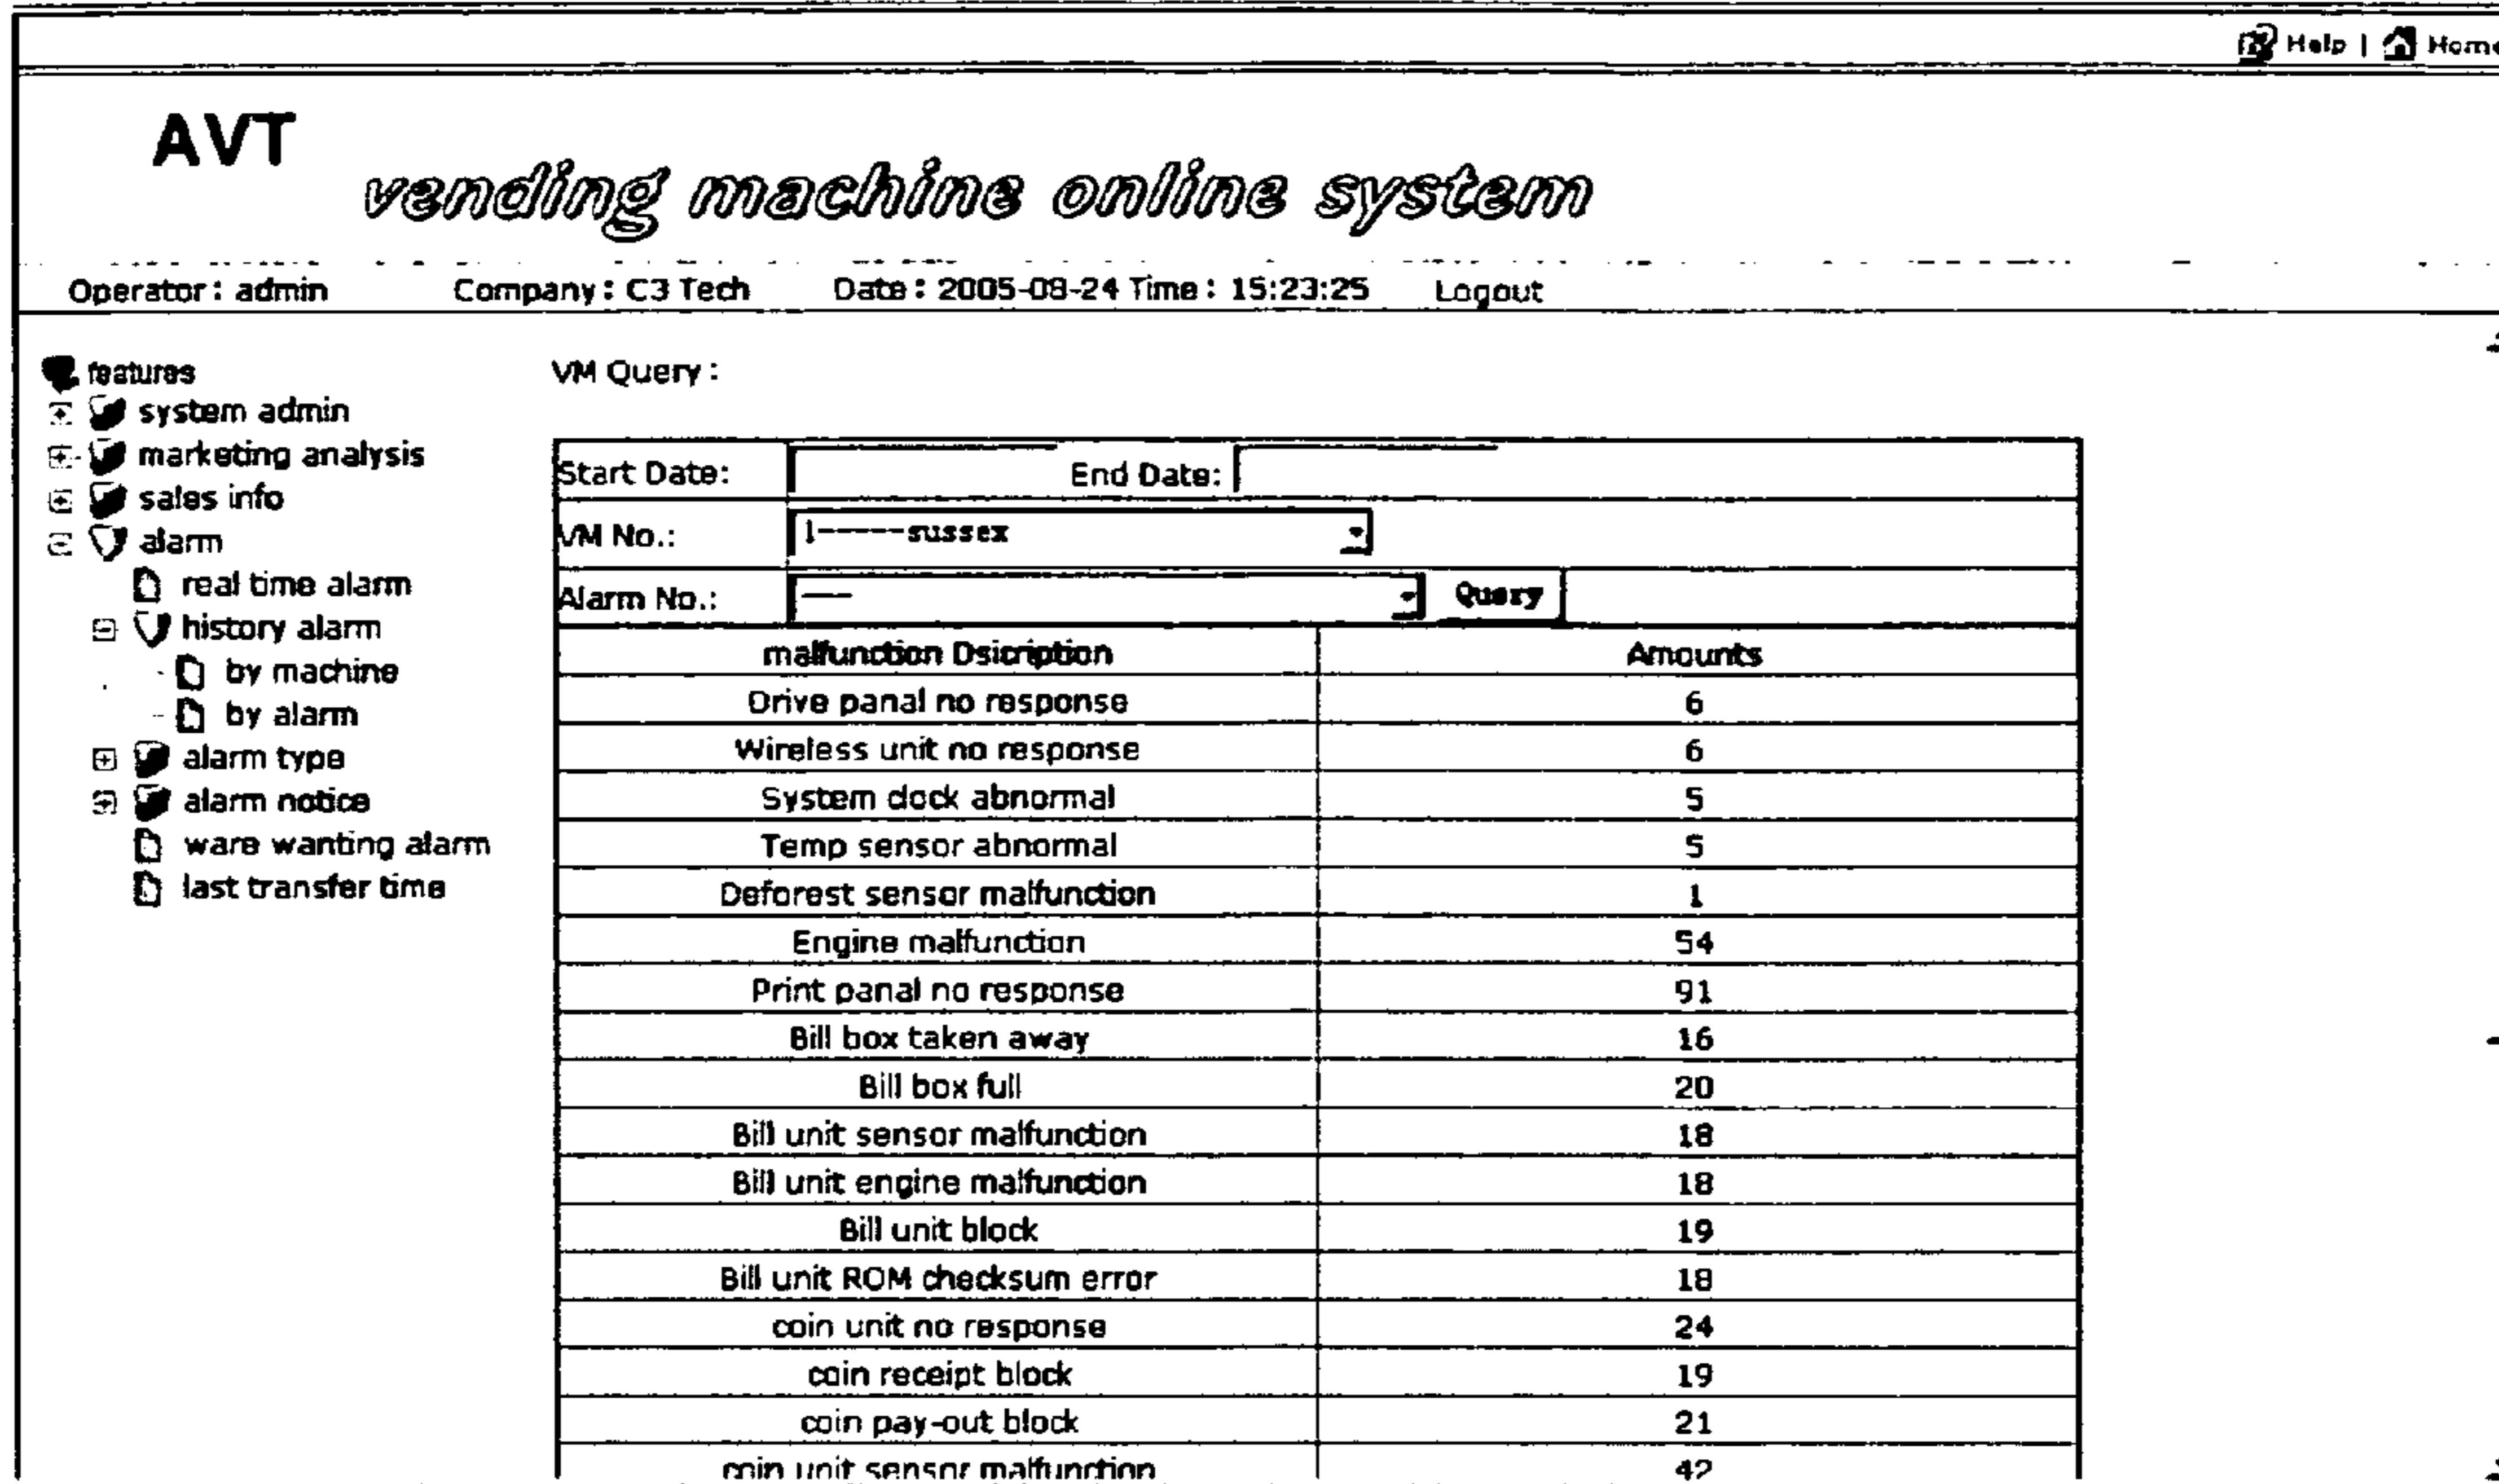 Help | Home
AVT
vending machine online system
Operator: admin Company: C3 Tech Date: 2005-08-24 Time: 15:23:25 Logout
features
system admin
marketing analysis
sales info
alarm
real time alarm
history alarm
by machine
by alarm
alarm type
alarm notice
ware wanting alarm
last transfer time
VM Query:
Start Date: End Date:
VM No.: 1-----sussex
Alarm No.: ---- Query
malfunction Dsicription Amounts
Drive panal no response 6
Wireless unit no response 6
System clock abnormal 5
Temp sensor abnormal 5
Deforest sensor malfunction 1
Engine malfunction 54
Print panal no response 91
Bill box taken away 16
Bill box full 20
Bill unit sensor malfunction 18
Bill unit engine malfunction 18
Bill unit block 19
Bill unit ROM checksum error 18
coin unit no response 24
coin receipt block 19
coin pay-out block 21
coin unit sensor malfunction 42